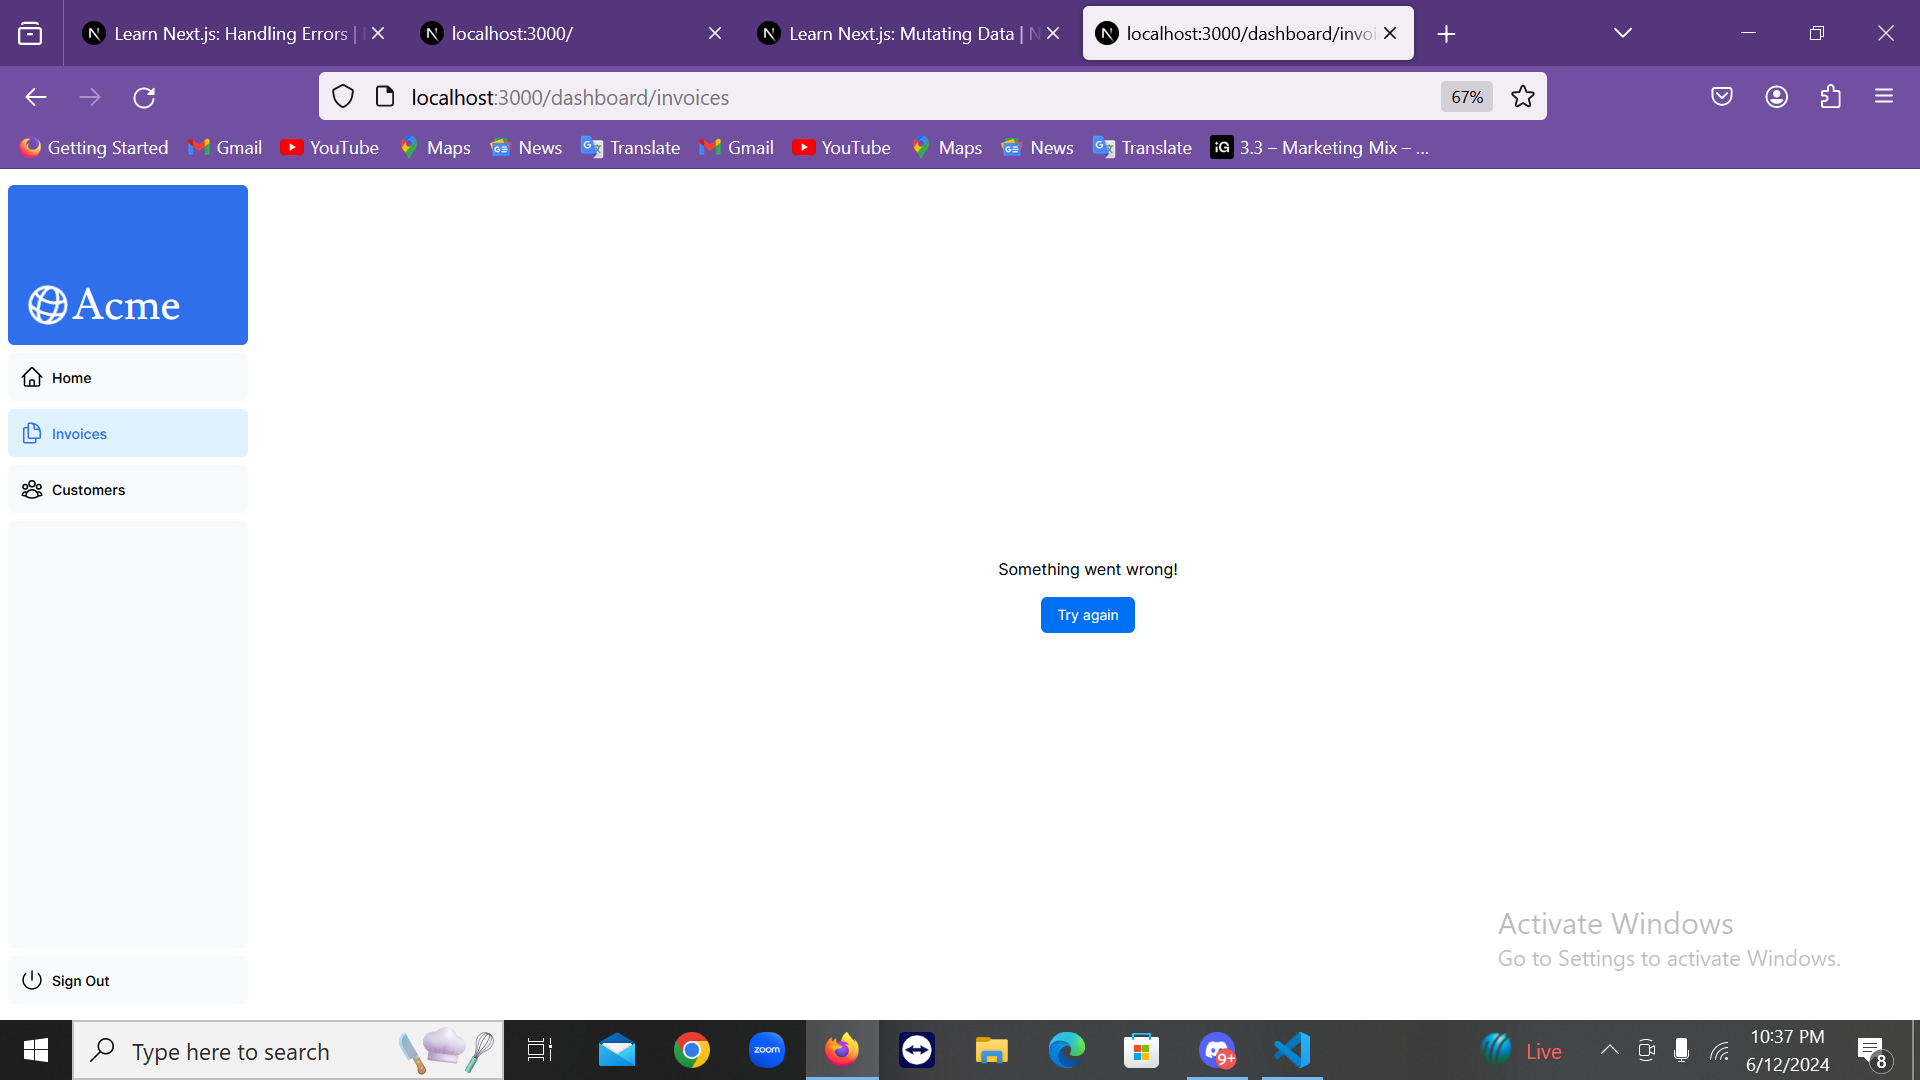 Learn Next.js: Handling Errors |
localhost:3000/
Learn Next.js: Mutating Data | N
localhost:3000/dashboard/invoi
localhost:3000/dashboard/invoices
67%
Getting Started
Gmail
YouTube
Maps
News
Translate
Gmail
YouTube
Maps
News
Translate
iG
3.3 – Marketing Mix – ...
Acme
Home
Invoices
Customers
Something went wrong!
Try again
Activate Windows
Go to Settings to activate Windows.
Sign Out
Type here to search
zoom
9+
Live
10:37 PM
6/12/2024
8